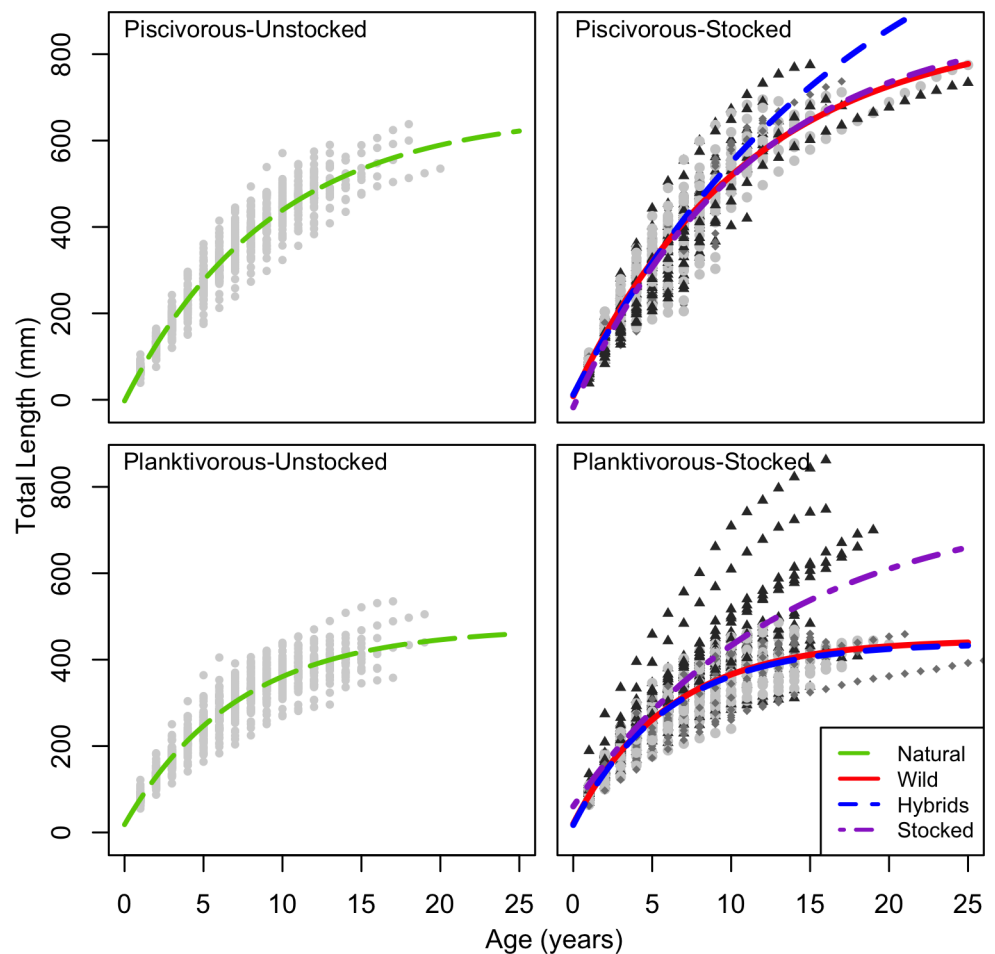 Piscivorous-Unstocked
Piscivorous-Stocked
800
600
400
200
0
Total Length (mm)
Planktivorous-Unstocked
Planktivorous-Stocked
800
600
400
200
0
Natural
Wild
Hybrids
Stocked
0 5 10 15 20 25
0 5 10 15 20 25
Age (years)